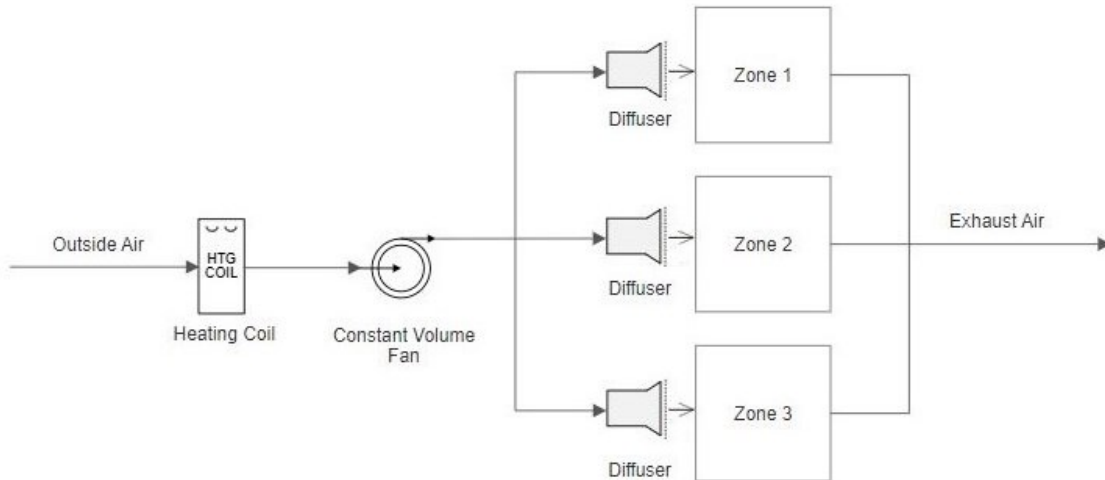 Zone 1
Diffuser
Outside Air
HTG
COIL
Heating Coil
Constant Volume
Fan
Zone 2
Diffuser
Exhaust Air
Zone 3
Diffuser